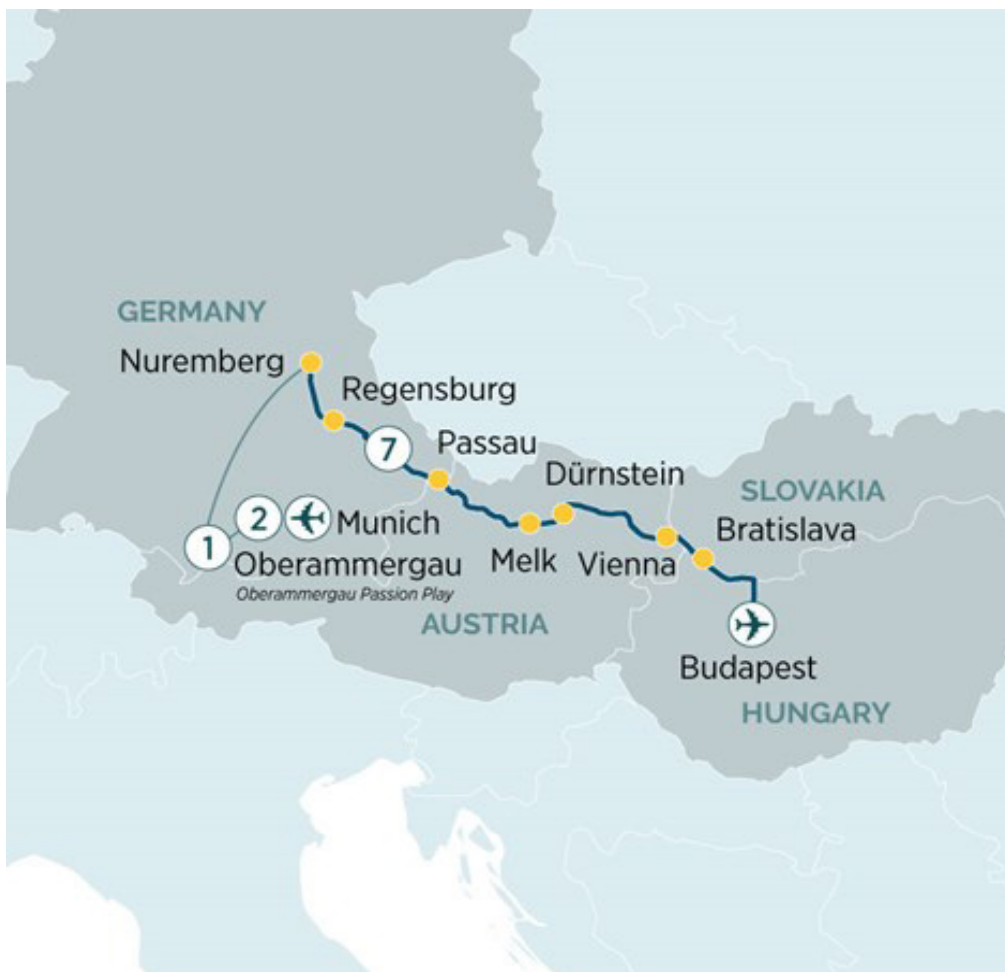 GERMANY
Nuremberg
Regensburg
7
Passau
Dürnstein
SLOVAKIA
2
Munich
Bratislava
1
Oberammergau
Melk
Vienna
Oberammergau Passion Play
AUSTRIA
Budapest
HUNGARY